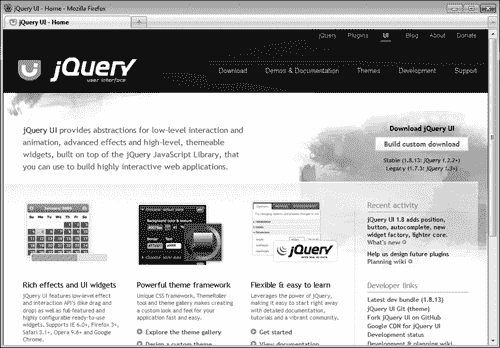 jQuery UI - Home - Mozilla Firefox
jQuery UI - Home
jQuery Plugins UI Blog About Donate
jQuery
user interface
Download Demos & Documentation Themes Development Support
jQuery UI provides abstractions for low-level interaction and
animation, advanced effects and high-level, themeable
widgets, built on top of the jQuery JavaScript Library, that
you can use to build highly interactive web applications.
Download jQuery UI
Build custom download
Stable (1.8.13: jQuery 1.3.2+)
Legacy (1.7.3: jQuery 1.3+)
Rich effects and UI widgets
jQuery UI features low-level effect
and interaction API's (like drag and
drop) as well as full-featured and
highly configurable ready-to-use
widgets. Supports IE 6.0+, Firefox 3+,
Safari 3.1+, Opera 9.6+ and Google
Chrome.
Powerful theme framework
Unique CSS framework, ThemeRoller
tool and theme gallery make creating
a custom look and feel for your
application fast and easy.
Explore the theme gallery
Design a custom theme
jQuery
Flexible & easy to learn
Leverages the power of jQuery,
making it easy to start right away
with detailed documentation,
tutorials and a vibrant community.
Get started
View documentation
Recent activity
jQuery UI 1.8 adds position,
button, autocomplete, new
widget factory, lighter core.
What's new
Help us design future plugins
Planning wiki
Developer links
Latest dev bundle (1.8.13)
jQuery UI Git (theme)
Fork jQuery UI on GitHub
Google CDN for jQuery UI
Development status
Development & planning wiki